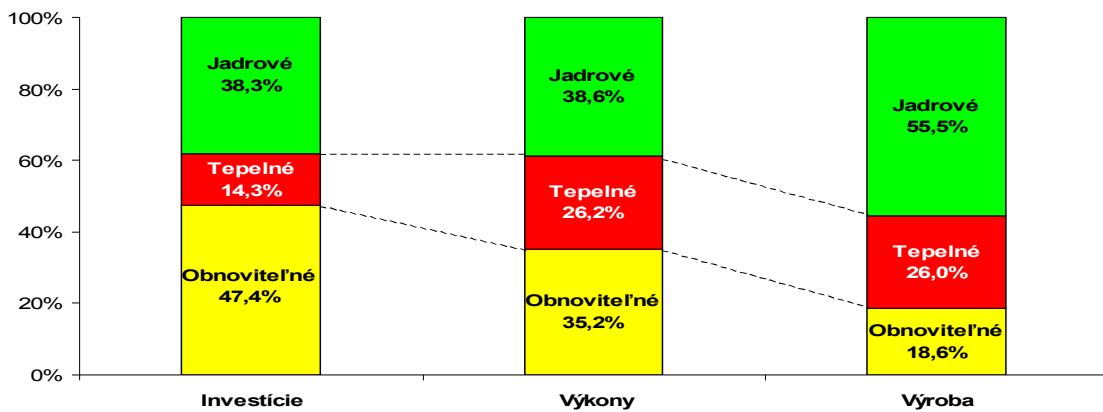 100%
80%
60%
40%
20%
0%
Jadrové
38,3%
Tepelné
14,3%
Obnoviteľné
47,4%
Jadrové
38,6%
Tepelné
26,2%
Obnoviteľné
35,2%
Jadrové
55,5%
Tepelné
26,0%
Obnoviteľné
18,6%
Investície
Výkony
Výroba